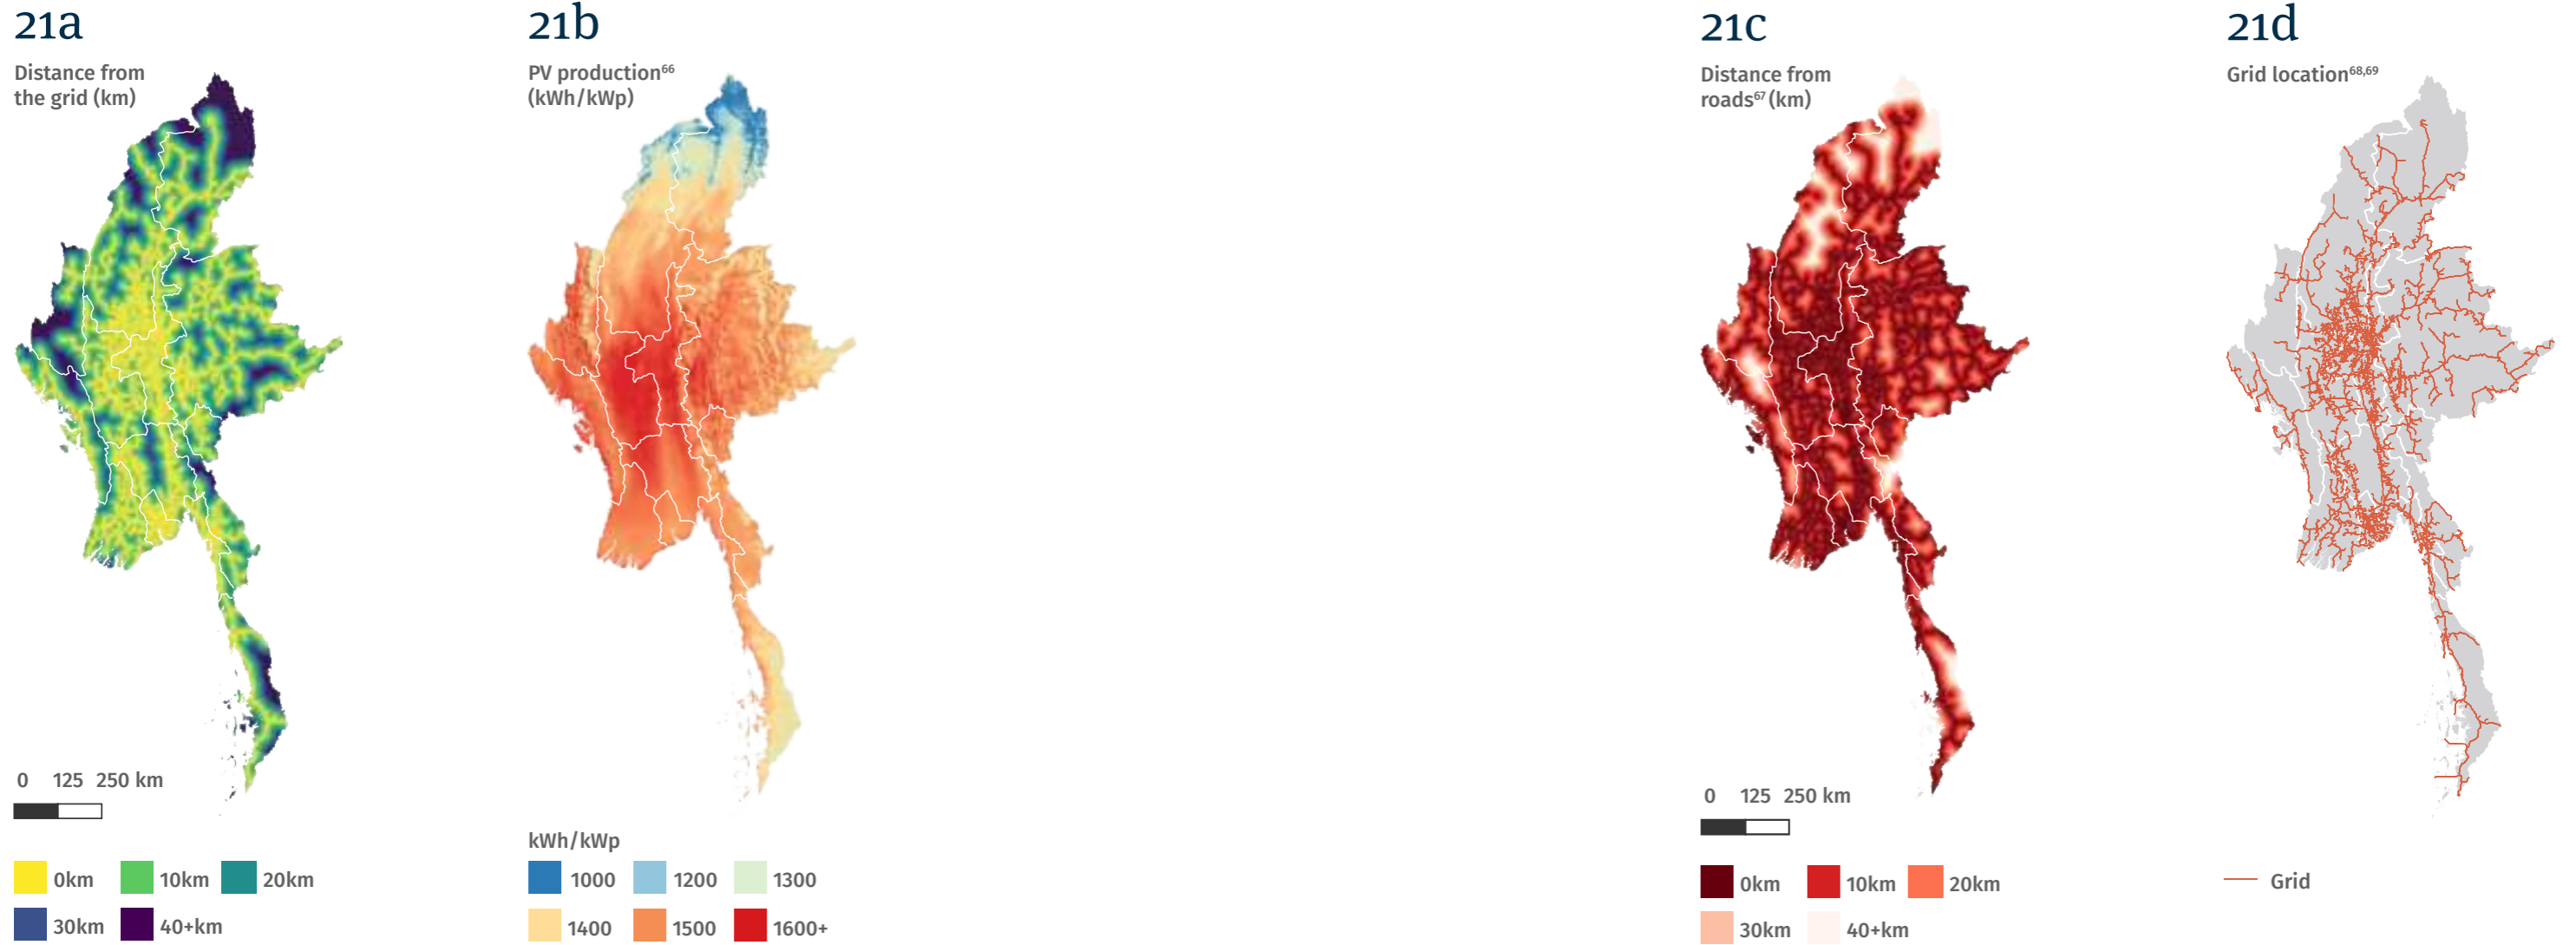 21a
Distance from
the grid (km)
0 125 250 km
0km 10km 20km
30km 40+km
21b
PV production⁶⁶
(kWh/kWp)
kWh/kWp
1000 1200 1300
1400 1500 1600+
21c
Distance from
roads⁶⁷ (km)
0 125 250 km
0km 10km 20km
30km 40+km
21d
Grid location⁶⁸,⁶⁹
Grid